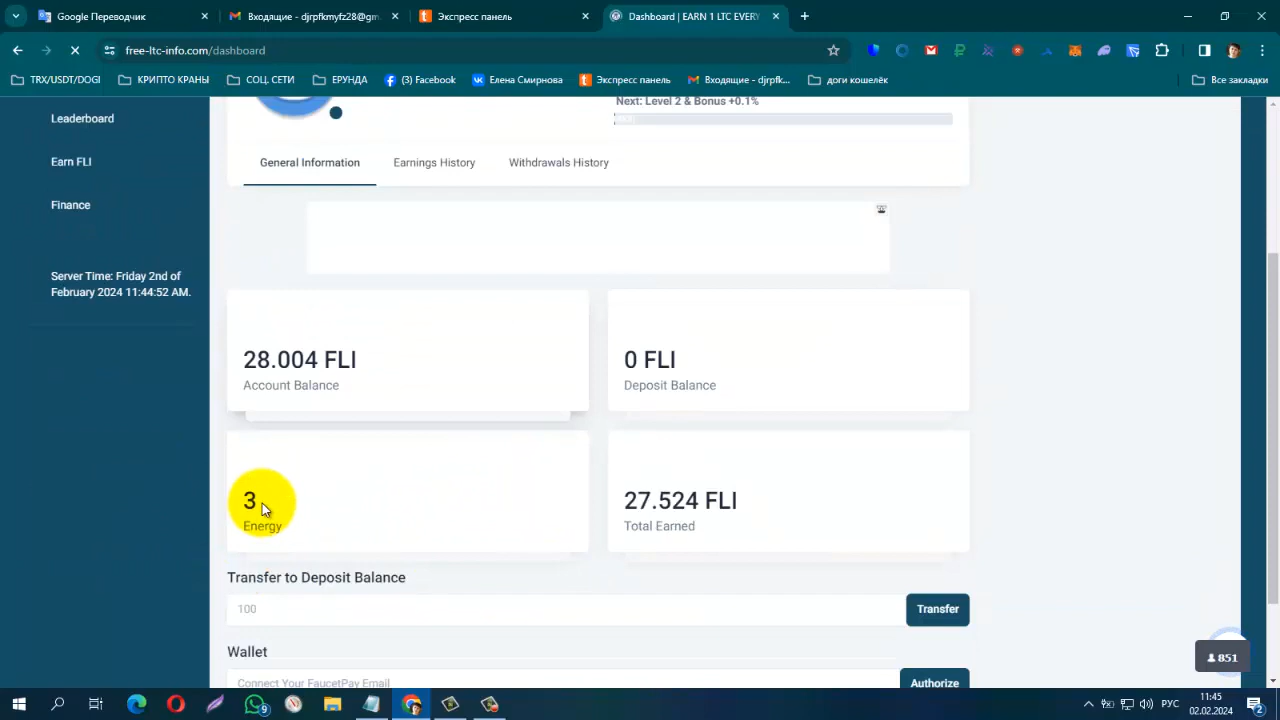 Google Переводчик
Входящие - djrpfkmyfz28@gm
Экспресс панель
Dashboard | EARN 1 LTC EVERY
free-ltc-info.com/dashboard
TRX/USDT/DOGI
КРИПТО КРАНЫ
СОЦ. СЕТИ
ЕРУНДА
(3) Facebook
Елена Смирнова
Экспресс панель
Входящие - djrpfk...
доги кошелёк
Все закладки
Leaderboard
Earn FLI
Finance
Server Time: Friday 2nd of
February 2024 11:44:52 AM.
Next: Level 2 & Bonus +0.1%
General Information
Earnings History
Withdrawals History
28.004 FLI
Account Balance
0 FLI
Deposit Balance
3
Energy
27.524 FLI
Total Earned
Transfer to Deposit Balance
100
Transfer
Wallet
Connect Your FaucetPay Email
Authorize
851
9
РУС
11:45
02.02.2024
2